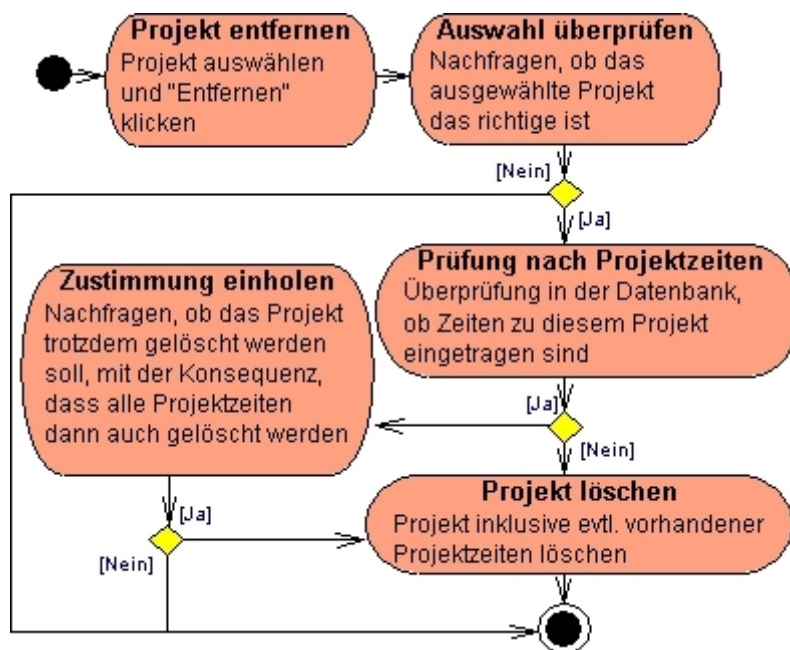 Projekt entfernen
Projekt auswählen
und "Entfernen"
klicken
Auswahl überprüfen
Nachfragen, ob das
ausgewählte Projekt
das richtige ist
[Nein]
[Ja]
Prüfung nach Projektzeiten
Überprüfung in der Datenbank,
ob Zeiten zu diesem Projekt
eingetragen sind
[Ja]
[Nein]
Zustimmung einholen
Nachfragen, ob das Projekt
trotzdem gelöscht werden
soll, mit der Konsequenz,
dass alle Projektzeiten
dann auch gelöscht werden
[Ja]
[Nein]
Projekt löschen
Projekt inklusive evtl. vorhandener
Projektzeiten löschen